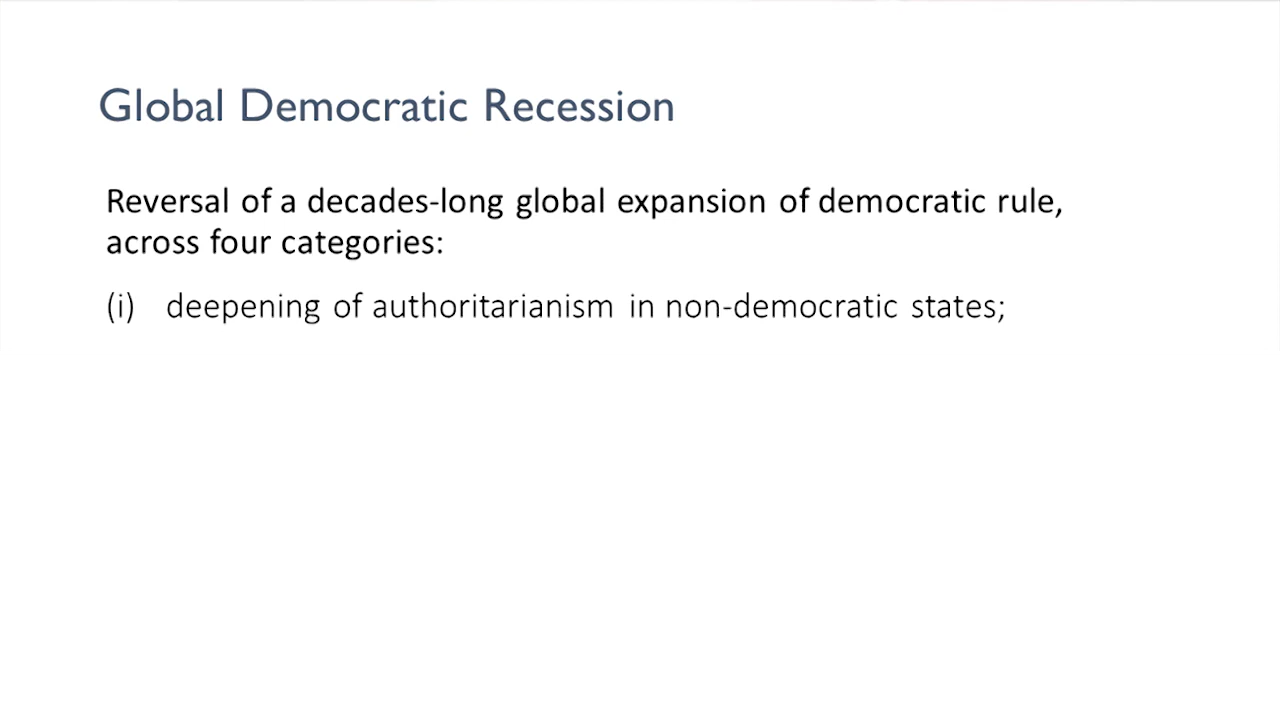 Global Democratic Recession
Reversal of a decades-long global expansion of democratic rule,
across four categories:
(i) deepening of authoritarianism in non-democratic states;